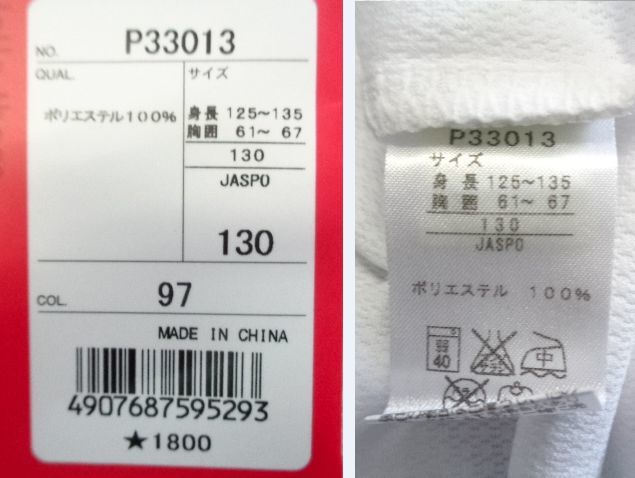 NO. P33013
QUAL. サイズ
ポリエステル100% 身長 125~135
胸囲 61~ 67
130
JASPO
130
COL. 97
MADE IN CHINA
4907687595293
★1800
P33013
サイズ
身長 125~135
胸囲 61~ 67
130
JASPO
ポリエステル 100%
弱 中
40